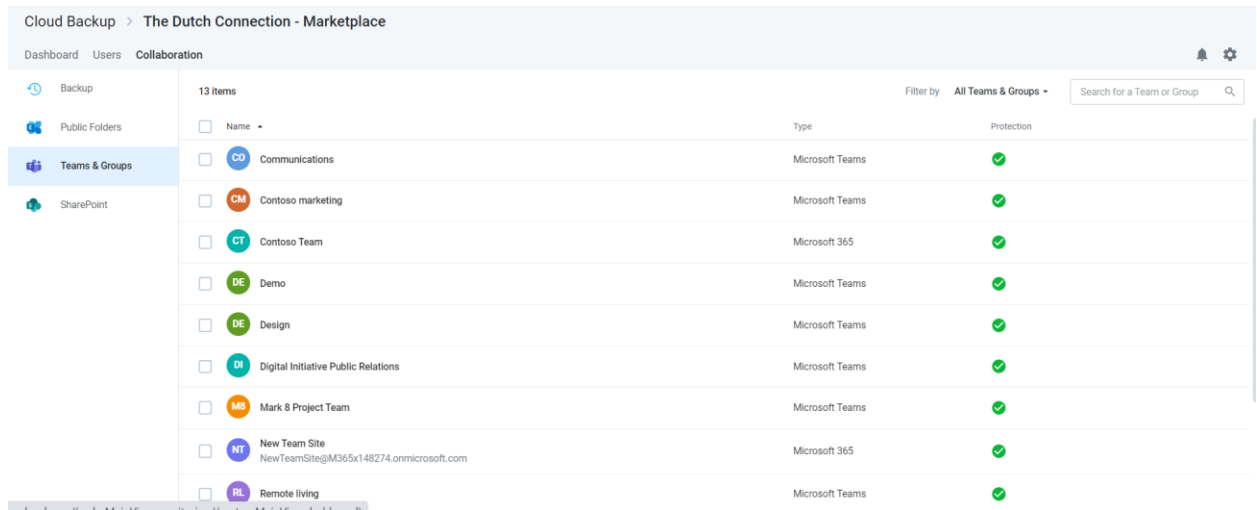 Cloud Backup > The Dutch Connection - Marketplace
Dashboard Users Collaboration
Backup
Public Folders
Teams & Groups
SharePoint
13 items Filter by All Teams & Groups Search for a Team or Group
Name Type Protection
CO Communications Microsoft Teams
CM Contoso marketing Microsoft Teams
CT Contoso Team Microsoft 365
DE Demo Microsoft Teams
DE Design Microsoft Teams
DI Digital Initiative Public Relations Microsoft Teams
M8 Mark 8 Project Team Microsoft Teams
NT New Team Site Microsoft 365
NewTeamSite@M365x148274.onmicrosoft.com
RL Remote living Microsoft Teams